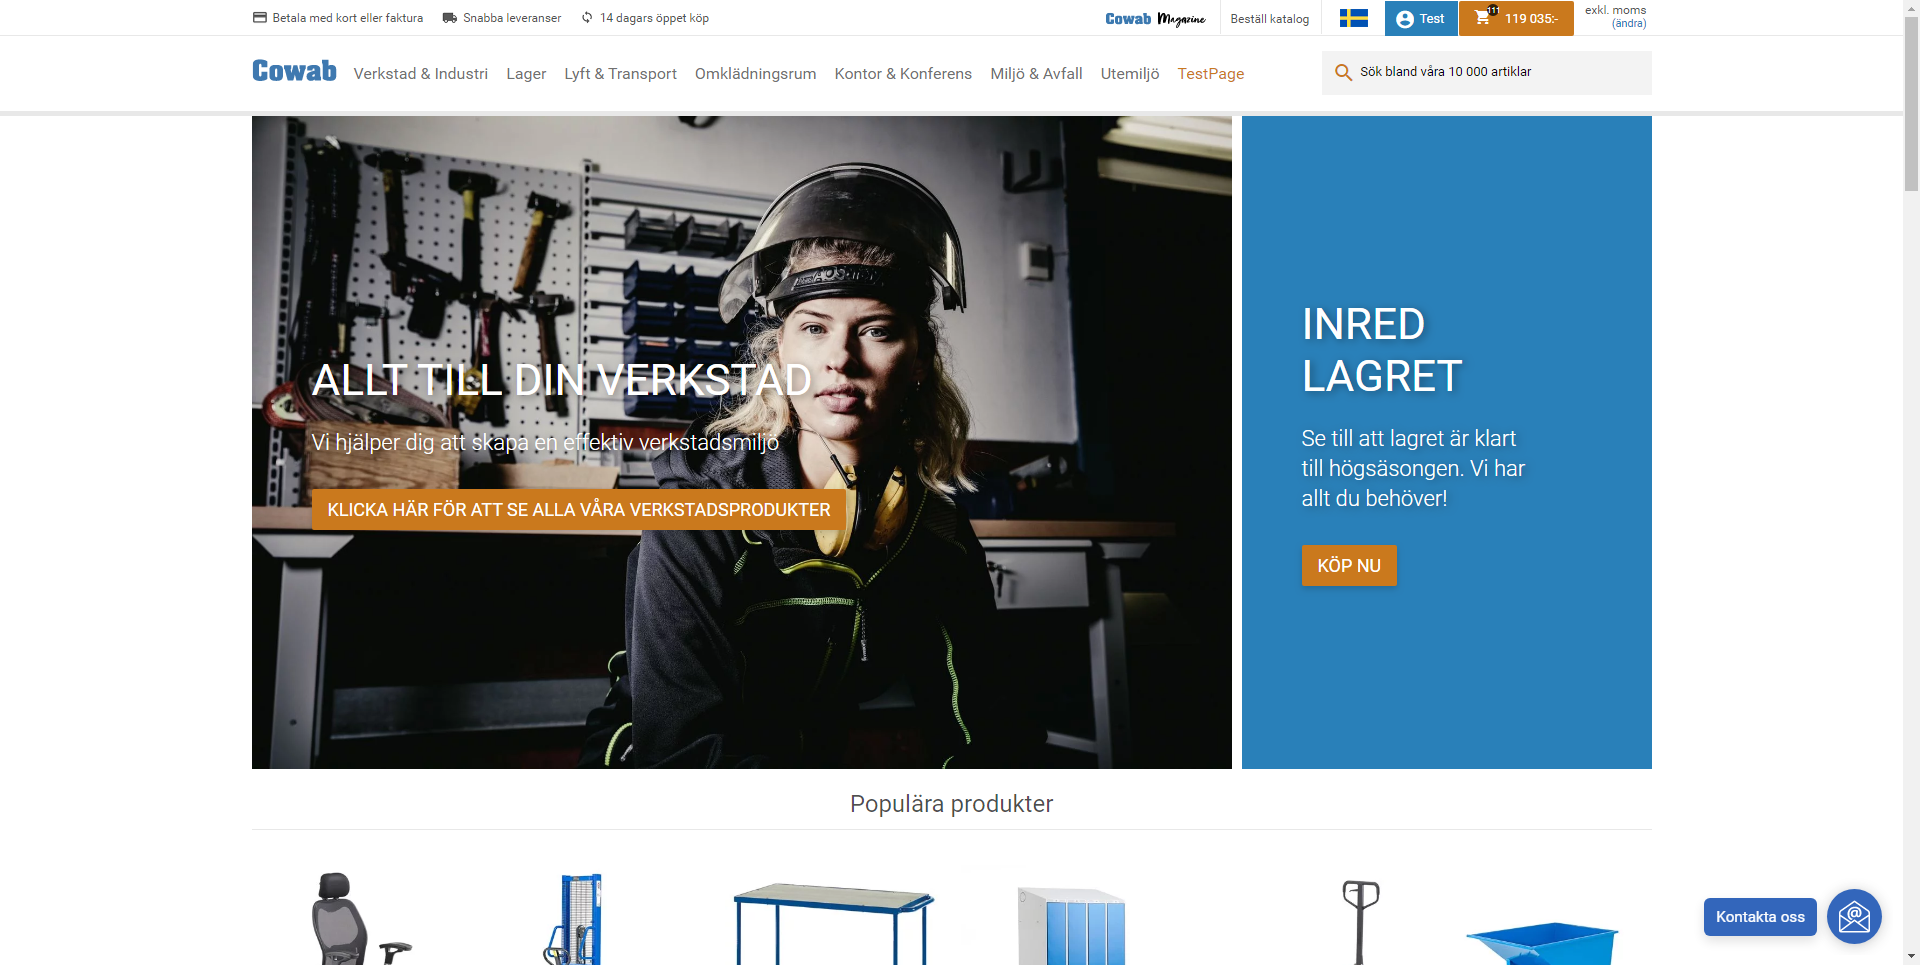 Betala med kort eller faktura
Snabba leveranser
14 dagars öppet köp
Cowab Magazine
Beställ katalog
Test
111
119 035:-
exkl. moms
(ändra)
Cowab
Verkstad & Industri
Lager
Lyft & Transport
Omklädningsrum
Kontor & Konferens
Miljö & Avfall
Utemiljö
TestPage
Sök bland våra 10 000 artiklar
ALLT TILL DIN VERKSTAD
Vi hjälper dig att skapa en effektiv verkstadsmiljö
KLICKA HÄR FÖR ATT SE ALLA VÅRA VERKSTADSPRODUKTER
INRED
LAGRET
Se till att lagret är klart
till högsäsongen. Vi har
allt du behöver!
KÖP NU
Populära produkter
Kontakta oss